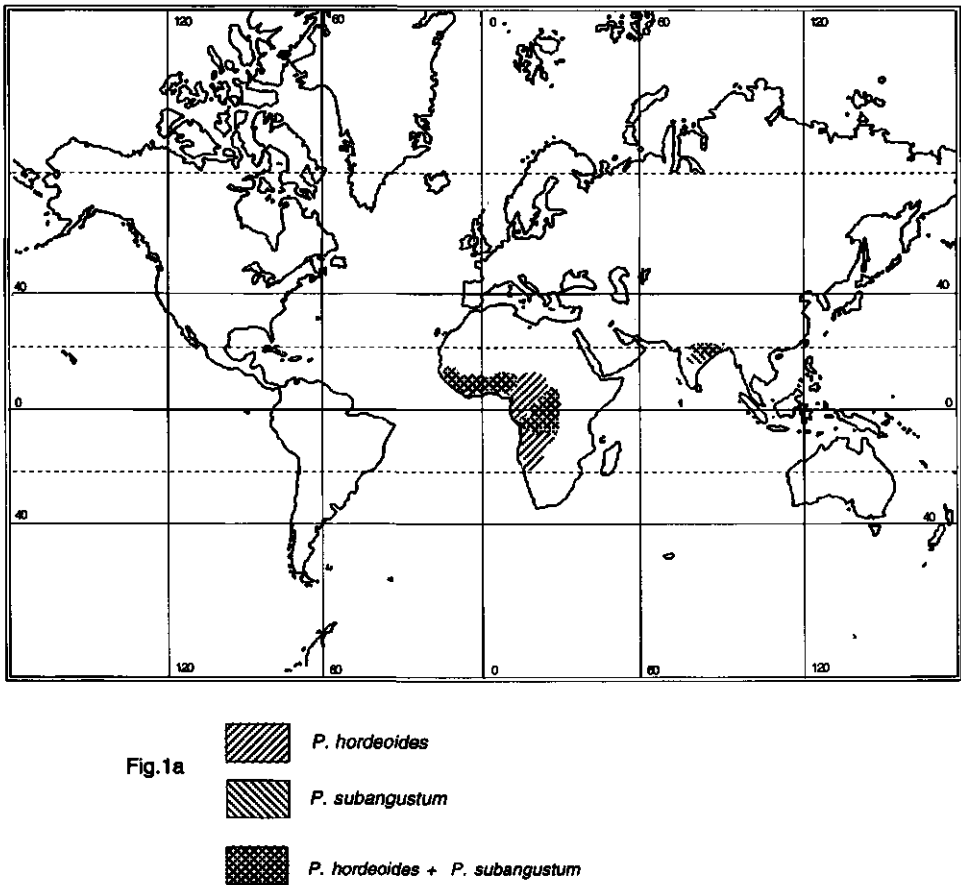 120 60 0 60 120
40 40
0 0
40 40
120 60 0 60 120
Fig.1a
P. hordeoides
P. subangustum
P. hordeoides + P. subangustum